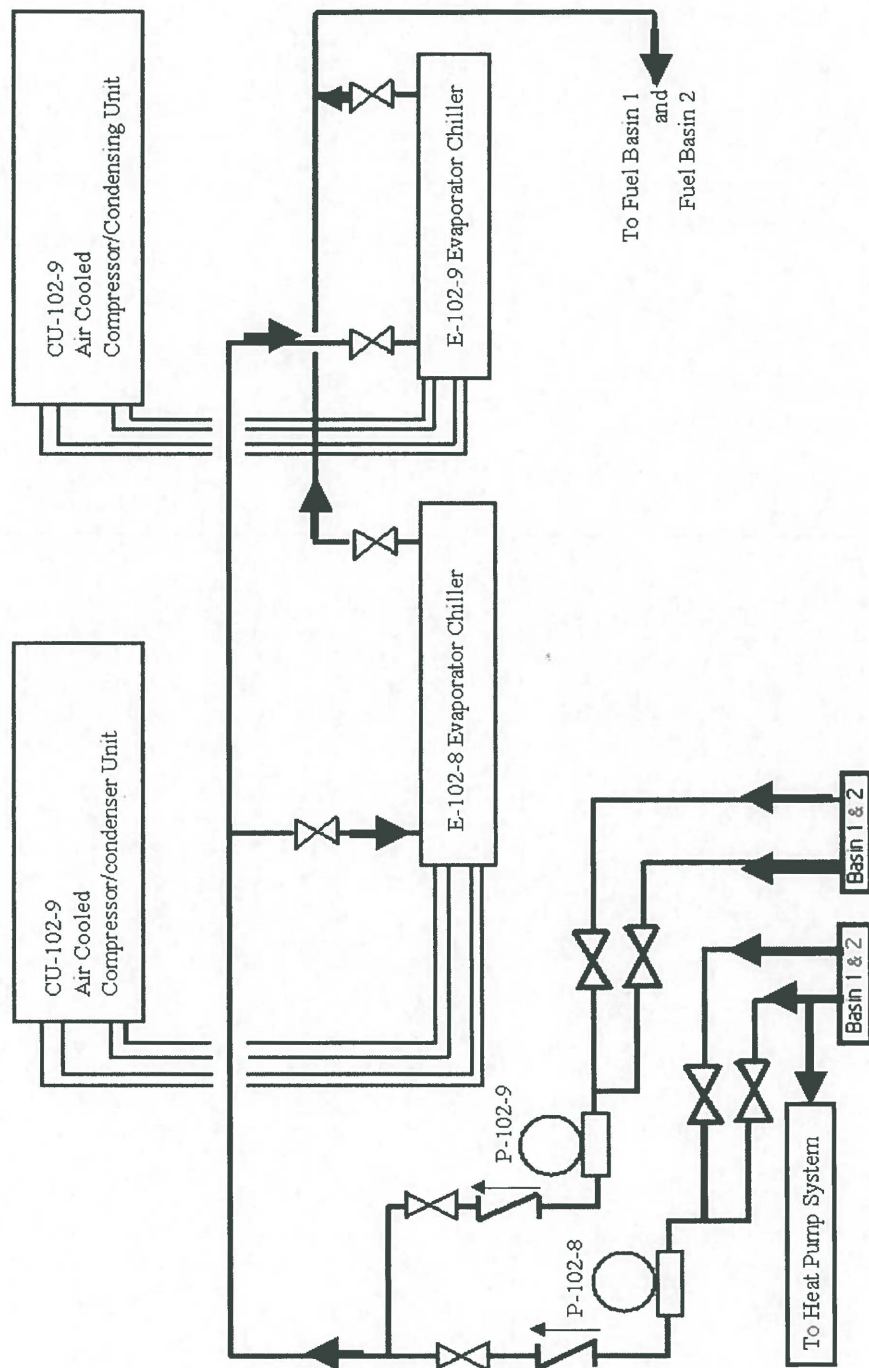 CU-102-9
Air Cooled
Compressor/condenser Unit
CU-102-9
Air Cooled
Compressor/Condensing Unit
E-102-8 Evaporator Chiller
E-102-9 Evaporator Chiller
To Fuel Basin 1
and
Fuel Basin 2
P-102-9
P-102-8
To Heat Pump System
Basin 1 & 2
Basin 1 & 2